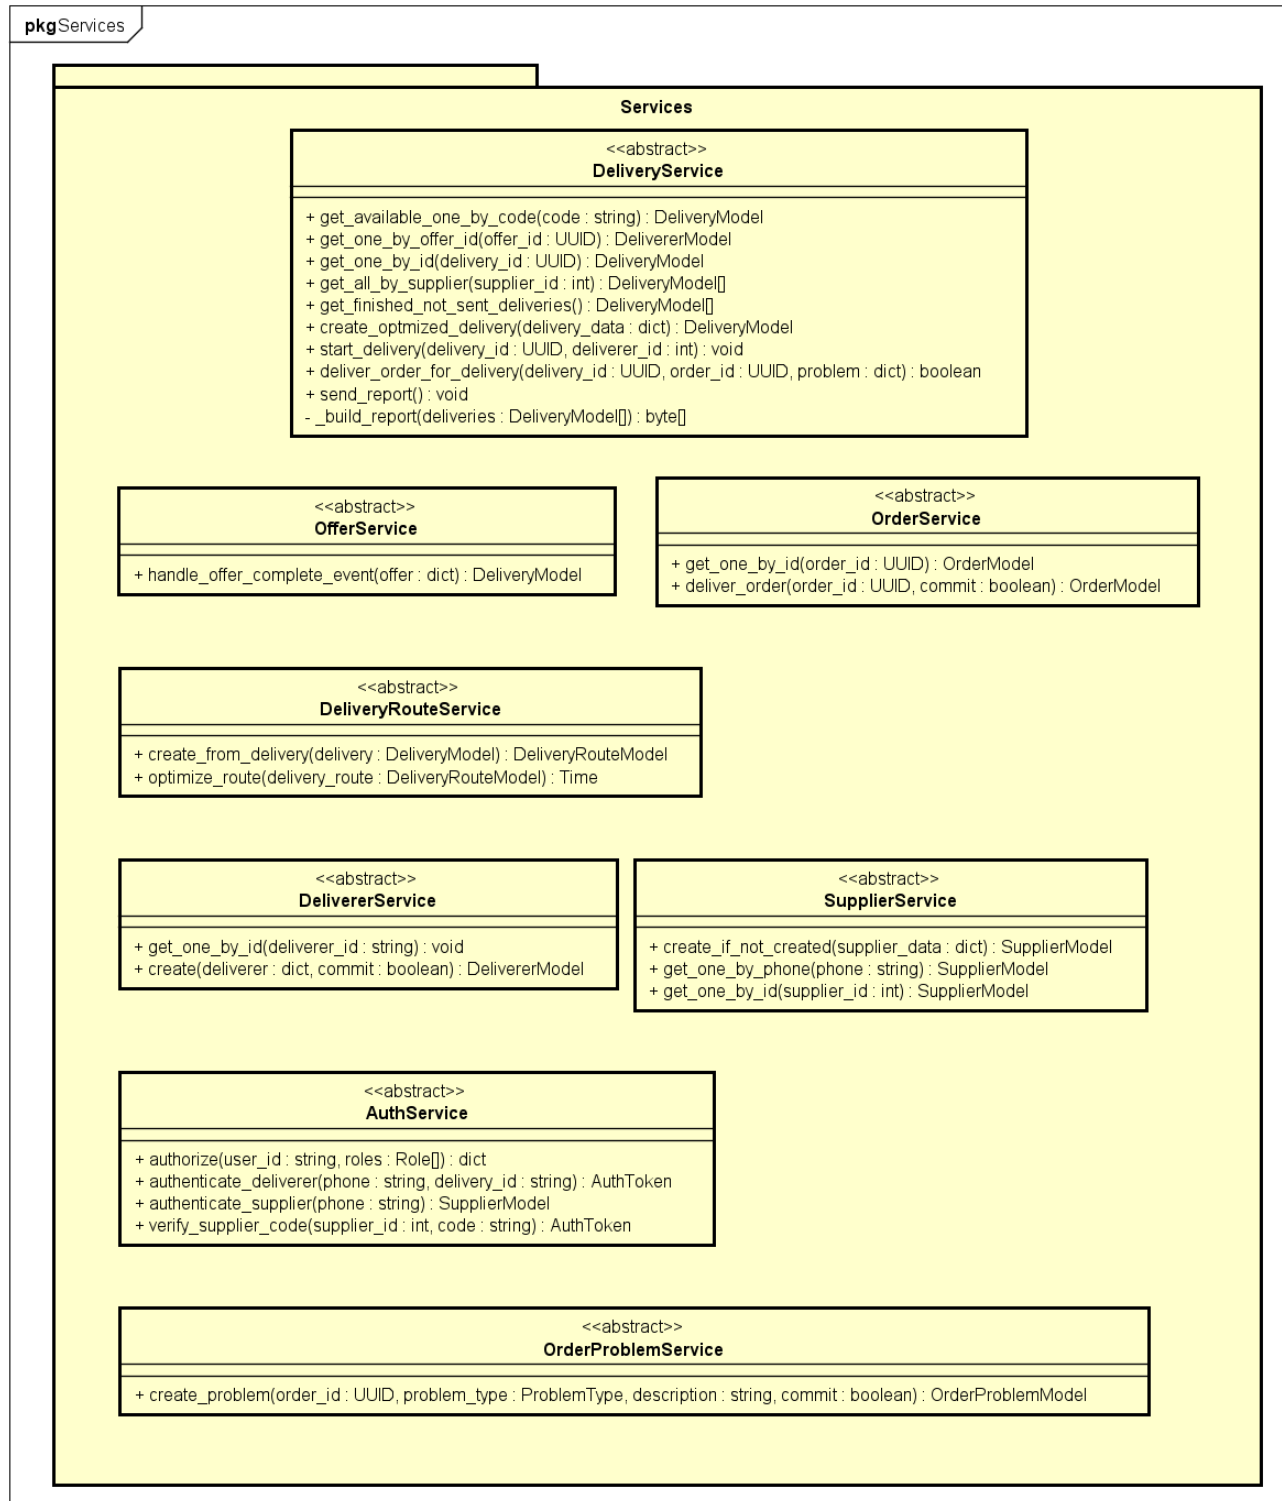 pkg Services
Services
<<abstract>>
DeliveryService
+ get_available_one_by_code(code : string) : DeliveryModel
+ get_one_by_offer_id(offer_id : UUID) : DelivererModel
+ get_one_by_id(delivery_id : UUID) : DeliveryModel
+ get_all_by_supplier(supplier_id : int) : DeliveryModel[]
+ get_finished_not_sent_deliveries() : DeliveryModel[]
+ create_optmized_delivery(delivery_data : dict) : DeliveryModel
+ start_delivery(delivery_id : UUID, deliverer_id : int) : void
+ deliver_order_for_delivery(delivery_id : UUID, order_id : UUID, problem : dict) : boolean
+ send_report() : void
- _build_report(deliveries : DeliveryModel[]) : byte[]
<<abstract>>
OfferService
+ handle_offer_complete_event(offer : dict) : DeliveryModel
<<abstract>>
OrderService
+ get_one_by_id(order_id : UUID) : OrderModel
+ deliver_order(order_id : UUID, commit : boolean) : OrderModel
<<abstract>>
DeliveryRouteService
+ create_from_delivery(delivery : DeliveryModel) : DeliveryRouteModel
+ optimize_route(delivery_route : DeliveryRouteModel) : Time
<<abstract>>
DelivererService
+ get_one_by_id(deliverer_id : string) : void
+ create(deliverer : dict, commit : boolean) : DelivererModel
<<abstract>>
SupplierService
+ create_if_not_created(supplier_data : dict) : SupplierModel
+ get_one_by_phone(phone : string) : SupplierModel
+ get_one_by_id(supplier_id : int) : SupplierModel
<<abstract>>
AuthService
+ authorize(user_id : string, roles : Role[]) : dict
+ authenticate_deliverer(phone : string, delivery_id : string) : AuthToken
+ authenticate_supplier(phone : string) : SupplierModel
+ verify_supplier_code(supplier_id : int, code : string) : AuthToken
<<abstract>>
OrderProblemService
+ create_problem(order_id : UUID, problem_type : ProblemType, description : string, commit : boolean) : OrderProblemModel